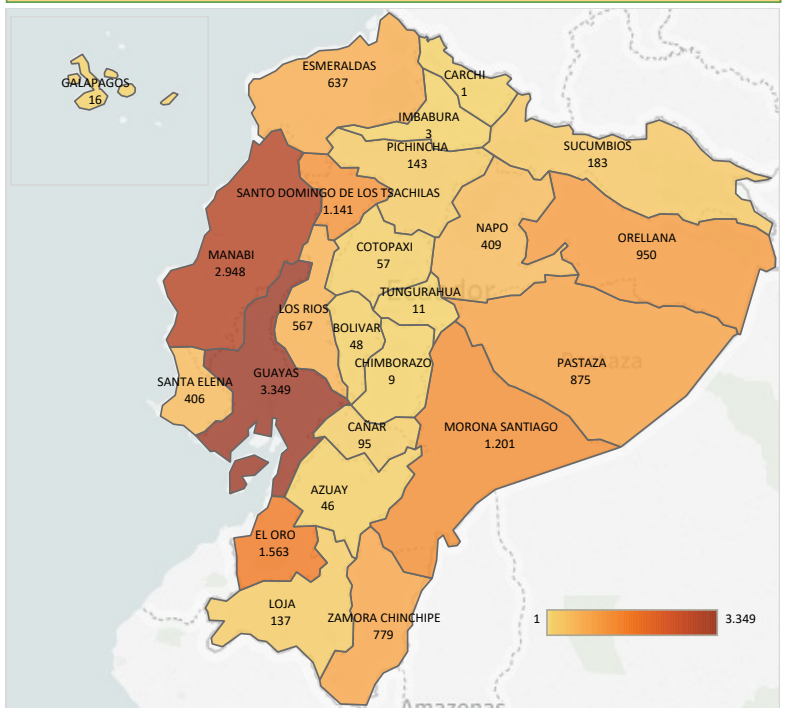 ESMERALDAS
637
CARCHI
1
GALAPAGOS
16
IMBABURA
3
PICHINCHA
143
SUCUMBIOS
183
SANTO DOMINGO DE LOS TSACHILAS
1.141
NAPO
409
ORELLANA
950
COTOPAXI
57
MANABI
2.948
TUNGURAHUA
11
LOS RIOS
567
BOLIVAR
48
CHIMBORAZO
9
PASTAZA
875
SANTA ELENA
406
GUAYAS
3.349
CAÑAR
95
MORONA SANTIAGO
1.201
AZUAY
46
EL ORO
1.563
LOJA
137
ZAMORA CHINCHIPE
779
1
3.349
Amazonas